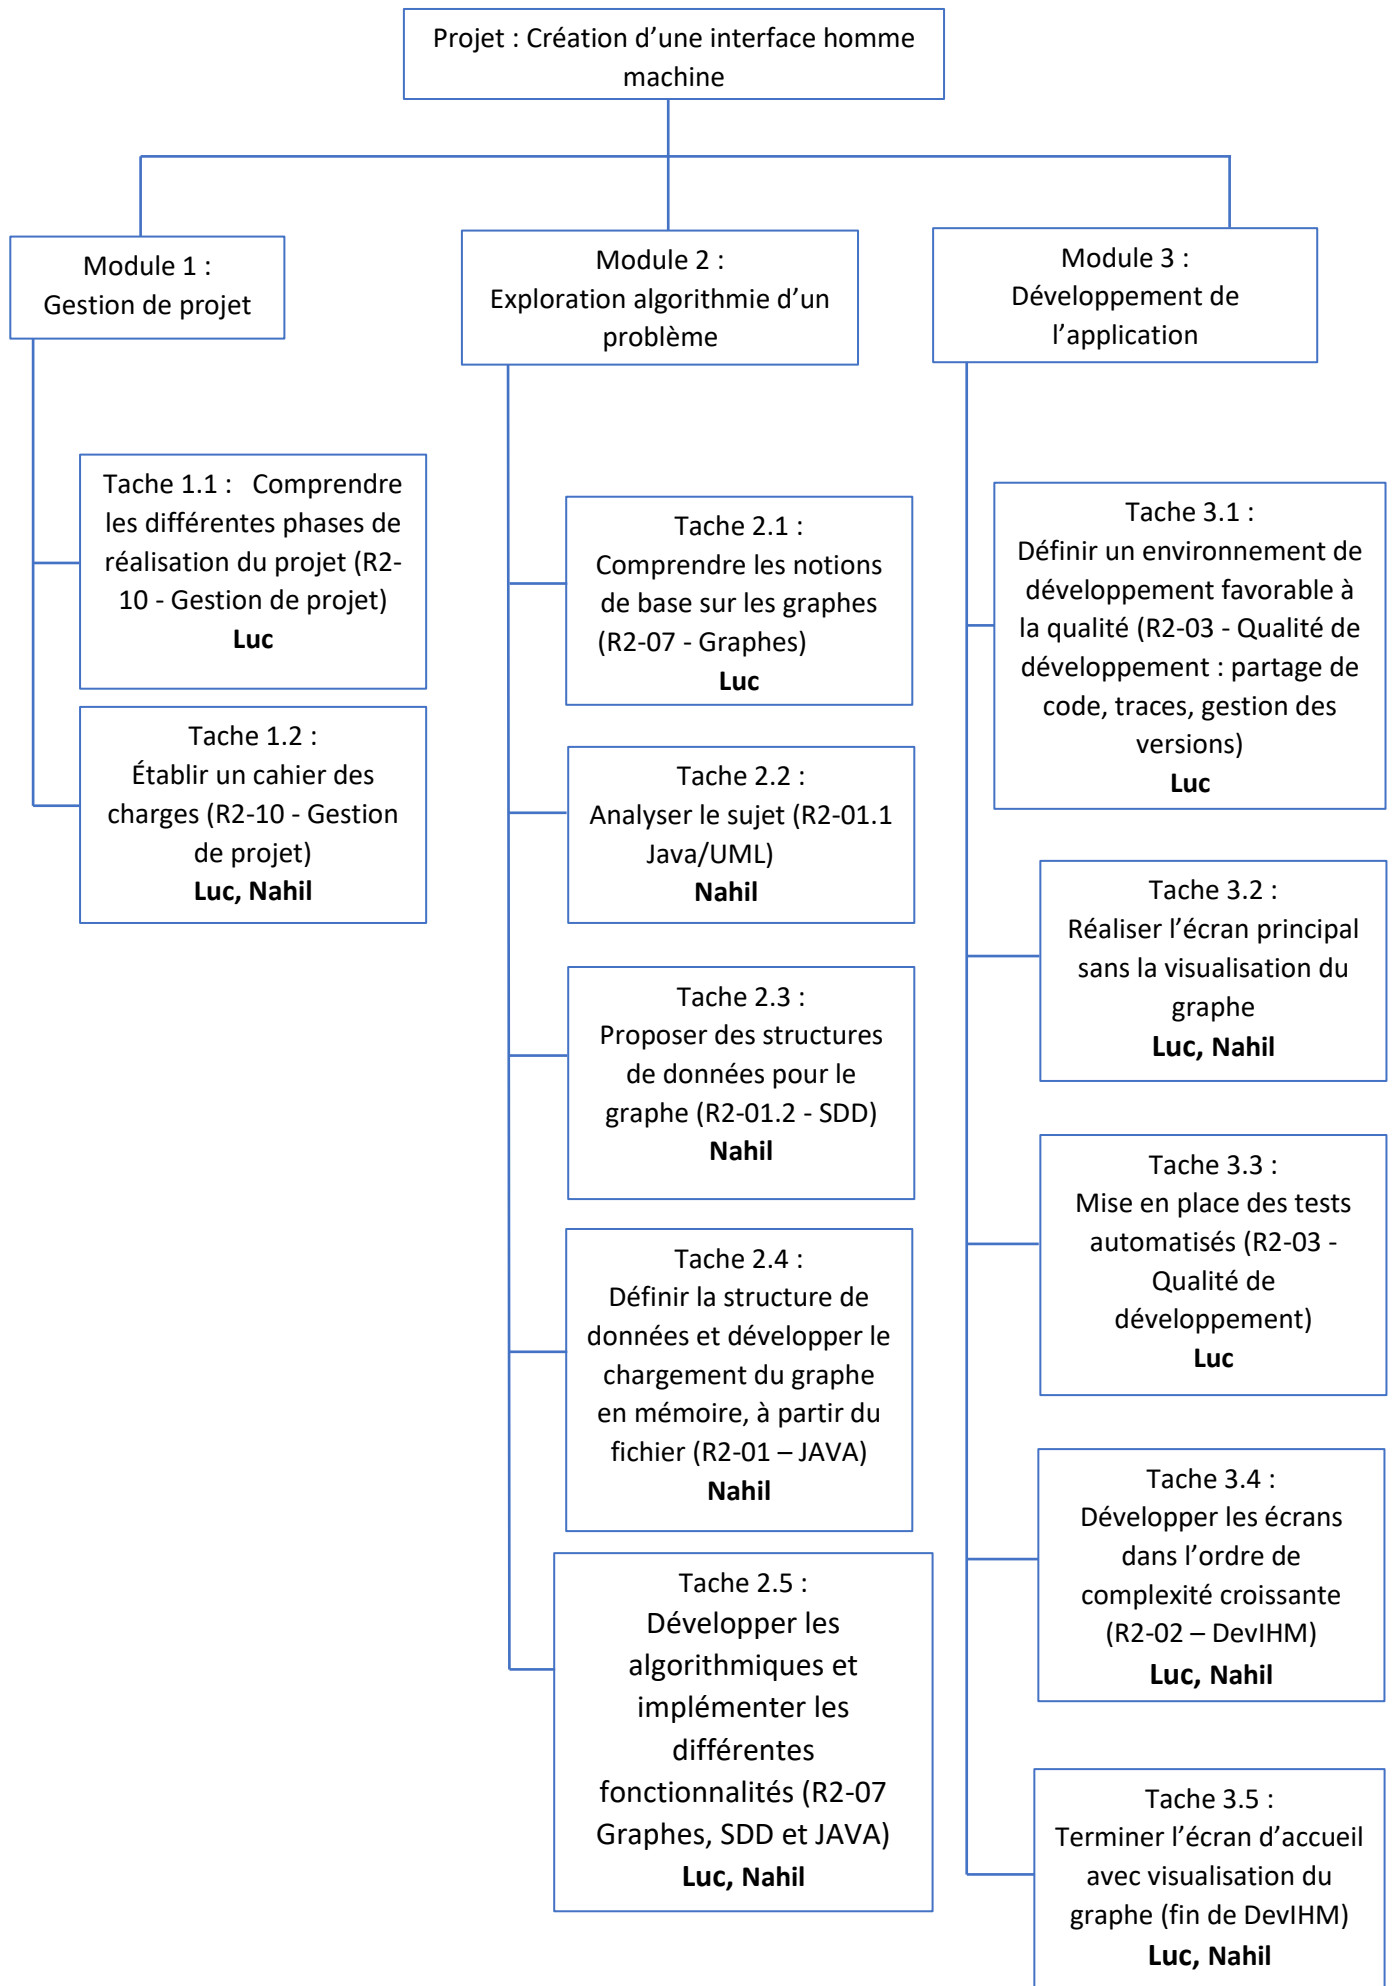 Projet : Création d’une interface homme
machine
Module 1 :
Gestion de projet
Tache 1.1 :   Comprendre
les différentes phases de
réalisation du projet (R2-
10 - Gestion de projet)
Luc
Tache 1.2 :
Établir un cahier des
charges (R2-10 - Gestion
de projet)
Luc, Nahil
Module 2 :
Exploration algorithmie d’un
problème
Tache 2.1 :
Comprendre les notions
de base sur les graphes
(R2-07 - Graphes)
Luc
Tache 2.2 :
Analyser le sujet (R2-01.1
Java/UML)
Nahil
Tache 2.3 :
Proposer des structures
de données pour le
graphe (R2-01.2 - SDD)
Nahil
Tache 2.4 :
Définir la structure de
données et développer le
chargement du graphe
en mémoire, à partir du
fichier (R2-01 – JAVA)
Nahil
Tache 2.5 :
Développer les
algorithmiques et
implémenter les
différentes
fonctionnalités (R2-07
Graphes, SDD et JAVA)
Luc, Nahil
Module 3 :
Développement de
l’application
Tache 3.1 :
Définir un environnement de
développement favorable à
la qualité (R2-03 - Qualité de
développement : partage de
code, traces, gestion des
versions)
Luc
Tache 3.2 :
Réaliser l’écran principal
sans la visualisation du
graphe
Luc, Nahil
Tache 3.3 :
Mise en place des tests
automatisés (R2-03 -
Qualité de
développement)
Luc
Tache 3.4 :
Développer les écrans
dans l’ordre de
complexité croissante
(R2-02 – DevIHM)
Luc, Nahil
Tache 3.5 :
Terminer l’écran d’accueil
avec visualisation du
graphe (fin de DevIHM)
Luc, Nahil